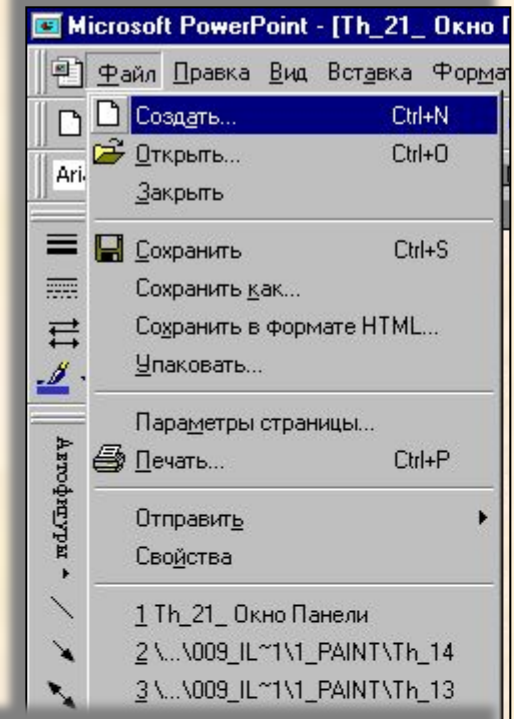 Microsoft PowerPoint - [Th_21_ Окно
Файл Правка Вид Вставка Форма
Создать... Ctrl+N
Открыть... Ctrl+O
Ari
Закрыть
Сохранить Ctrl+S
Сохранить как...
Сохранить в формате HTML...
Упаковать...
Параметры страницы...
Печать... Ctrl+P
Автофигуры
Отправить
Свойства
1 Th_21_ Окно Панели
2 \...\009_IL~1\1_PAINT\Th_14
3 \...\009_IL~1\1_PAINT\Th_13